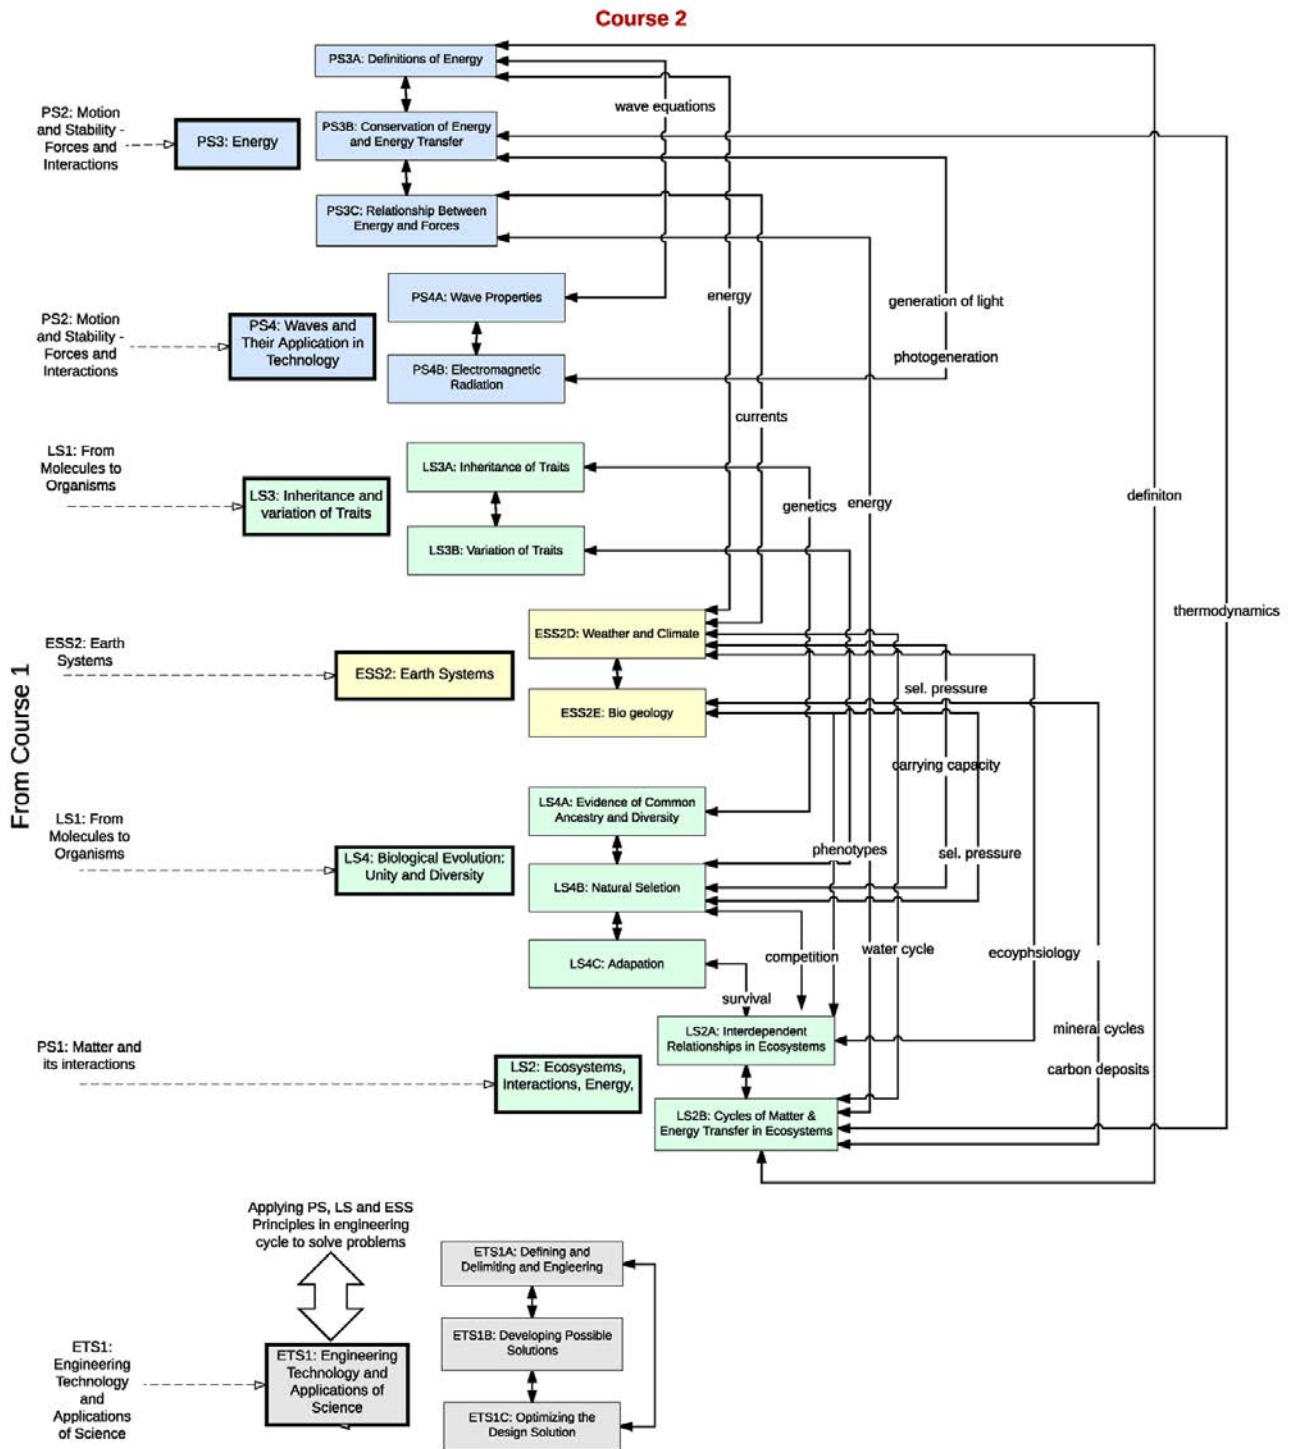 Course 2
PS3A: Definitions of Energy
wave equations
PS2: Motion
and Stability -
Forces and
Interactions
PS3: Energy
PS3B: Conservation of Energy
and Energy Transfer
PS3C: Relationship Between
Energy and Forces
PS4A: Wave Properties
energy
generation of light
PS2: Motion
and Stability -
Forces and
Interactions
PS4: Waves and
Their Application in
Technology
photogeneration
PS4B: Electromagnetic
Radiation
currents
LS1: From
Molecules to
Organisms
LS3A: Inheritance of Traits
LS3: Inheritance and
variation of Traits
genetics
energy
definiton
LS3B: Variation of Traits
thermodynamics
ESS2: Earth
Systems
ESS2D: Weather and Climate
ESS2: Earth Systems
sel. pressure
ESS2E: Bio geology
From Course 1
carrying capacity
LS4A: Evidence of Common
Ancestry and Diversity
LS1: From
Molecules to
Organisms
LS4: Biological Evolution:
Unity and Diversity
phenotypes
sel. pressure
LS4B: Natural Seletion
LS4C: Adapation
competition
water cycle
ecoyphsiology
survival
PS1: Matter and
its interactions
LS2A: Interdependent
Relationships in Ecosystems
mineral cycles
LS2: Ecosystems,
Interactions, Energy,
carbon deposits
LS2B: Cycles of Matter &
Energy Transfer in Ecosystems
Applying PS, LS and ESS
Principles in engineering
cycle to solve problems
ETS1A: Defining and
Delimiting and Engieering
ETS1B: Developing Possible
Solutions
ETS1:
Engineering
Technology
and
Applications
of Science
ETS1: Engineering
Technology and
Applications of
Science
ETS1C: Optimizing the
Design Solution